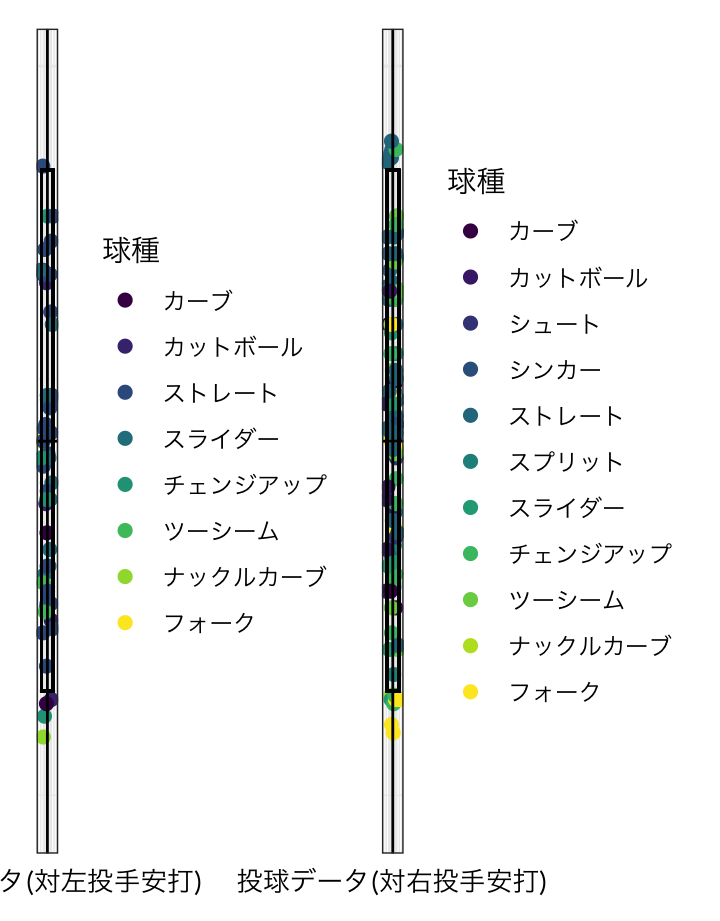 球種
カーブ
カットボール
ストレート
スライダー
チェンジアップ
ツーシーム
ナックルカーブ
フォーク
球種
カーブ
カットボール
シュート
シンカー
ストレート
スプリット
スライダー
チェンジアップ
ツーシーム
ナックルカーブ
フォーク
タ(対左投手安打)
投球データ(対右投手安打)